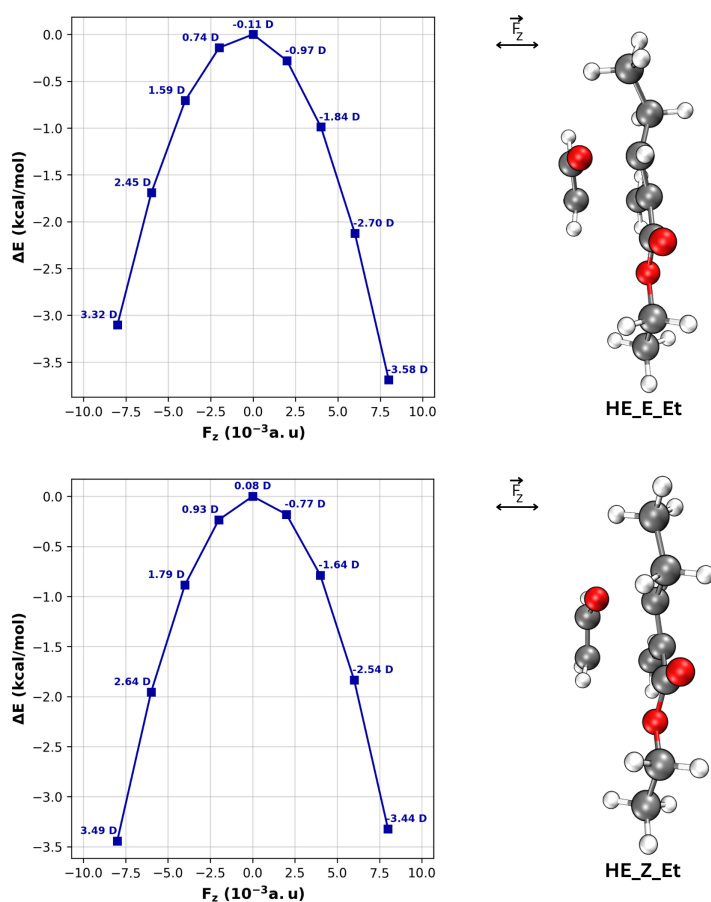 -0.11 D
0.74 D
-0.97 D
1.59 D
-1.84 D
2.45 D
-2.70 D
3.32 D
-3.58 D
0.0
−0.5
−1.0
−1.5
−2.0
−2.5
−3.0
−3.5
ΔE (kcal/mol)
−10.0 −7.5 −5.0 −2.5 0.0 2.5 5.0 7.5 10.0
F_z (10⁻³a.u)
F_z
HE_E_Et
0.08 D
0.93 D
-0.77 D
1.79 D
-1.64 D
2.64 D
-2.54 D
3.49 D
-3.44 D
0.0
−0.5
−1.0
−1.5
−2.0
−2.5
−3.0
−3.5
ΔE (kcal/mol)
−10.0 −7.5 −5.0 −2.5 0.0 2.5 5.0 7.5 10.0
F_z (10⁻³a.u)
F_z
HE_Z_Et